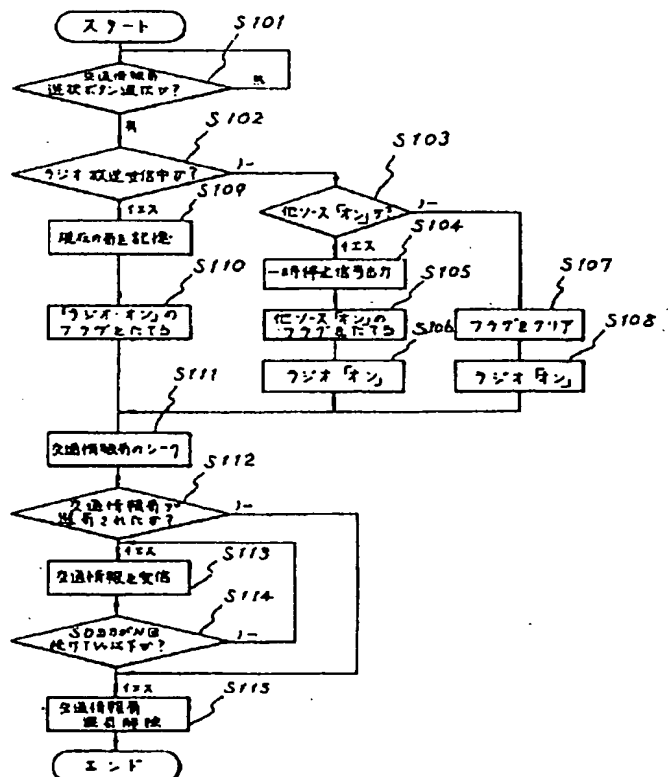 スタート
S101
交通情報局
選択ボタン選択か?
S102
ラジオ放送受信中か?
ノー
S103
イエス
S109
他ソース「オン」か?
ノー
現在の局を記憶
イエス
S104
一時停止信号出力
S110
S105
S107
「ラジオ・オン」の
フラグをたてる
他ソース「オン」の
フラグをたてる
S106
フラグをクリア
S108
ラジオ「オン」
ラジオ「オン」
S111
交通情報局のシーク
S112
交通情報局が
選局されたか?
ノー
イエス
S113
交通情報を受信
S114
ノー
イエス
S115
交通情報局
選局解除
エンド